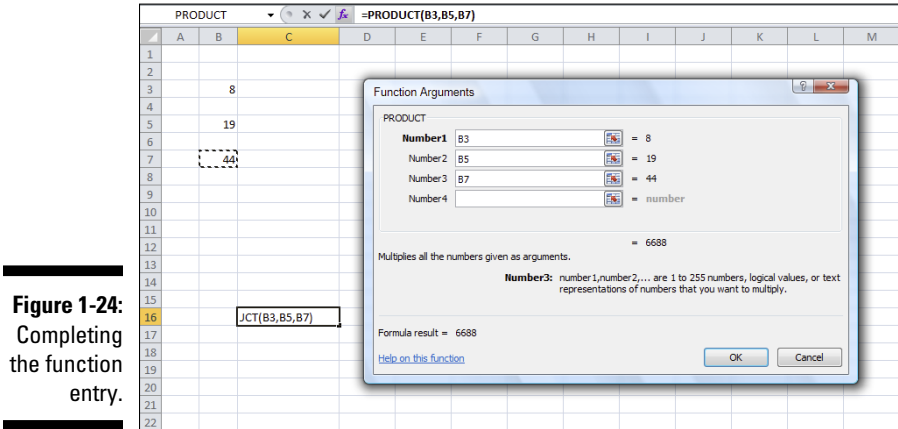 PRODUCT
=PRODUCT(B3,B5,B7)
A B C D E F G H I J K L M
1
2
3 8
4
5 19
6
7 44
8
9
10
11
12
13
14
15
16 JCT(B3,B5,B7)
17
18
19
20
21
22
Function Arguments
PRODUCT
Number1 B3 = 8
Number2 B5 = 19
Number3 B7 = 44
Number4 = number
= 6688
Multiplies all the numbers given as arguments.
Number3: number1,number2,... are 1 to 255 numbers, logical values, or text
representations of numbers that you want to multiply.
Formula result = 6688
Help on this function
OK
Cancel
Figure 1-24:
Completing
the function
entry.